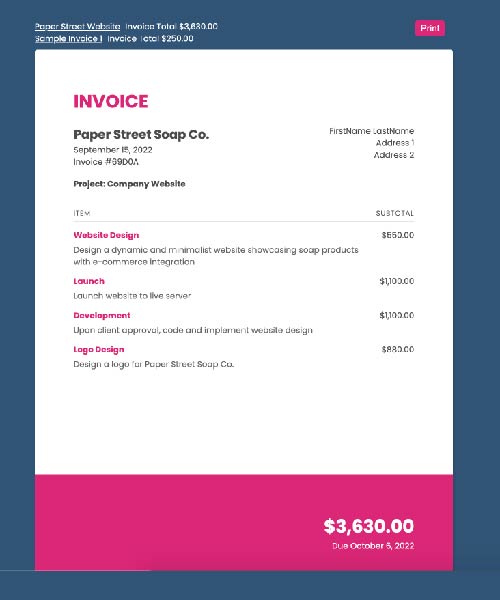 Paper Street Website Invoice Total $3,630.00
Sample Invoice 1 Invoice Total $250.00
Print
INVOICE
Paper Street Soap Co.
September 15, 2022
Invoice #69D0A
FirstName LastName
Address 1
Address 2
Project: Company Website
ITEM SUBTOTAL
Website Design $550.00
Design a dynamic and minimalist website showcasing soap products
with e-commerce integration
Launch $1,100.00
Launch website to live server
Development $1,100.00
Upon client approval, code and implement website design
Logo Design $880.00
Design a logo for Paper Street Soap Co.
$3,630.00
Due October 6, 2022